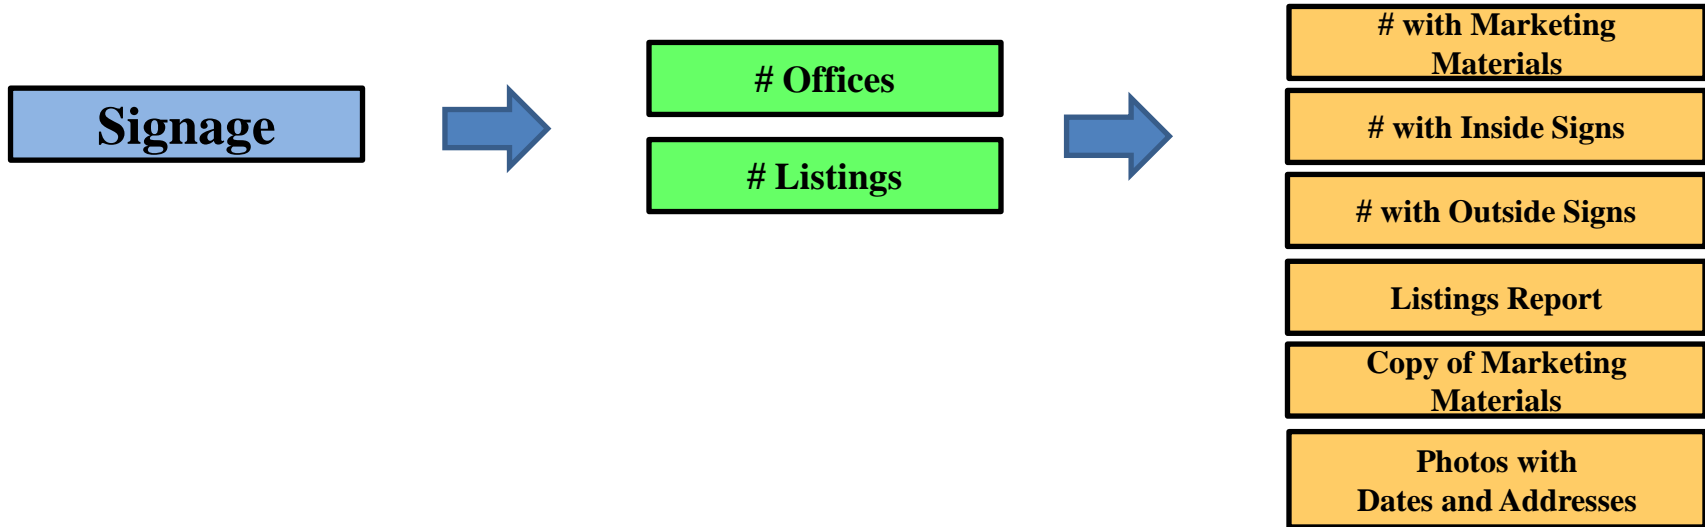 Signage
# Offices
# Listings
# with Marketing
Materials
# with Inside Signs
# with Outside Signs
Listings Report
Copy of Marketing
Materials
Photos with
Dates and Addresses